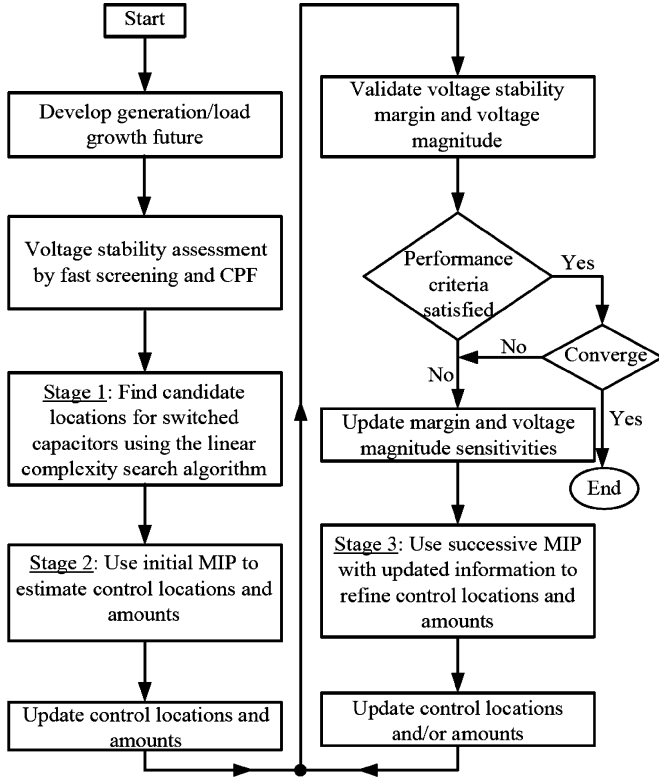 Start
Develop generation/load
growth future
Voltage stability assessment
by fast screening and CPF
Stage 1: Find candidate
locations for switched
capacitors using the linear
complexity search algorithm
Stage 2: Use initial MIP to
estimate control locations and
amounts
Update control locations and
amounts
Validate voltage stability
margin and voltage
magnitude
Performance
criteria
satisfied
Yes
Converge
No
No
Yes
Update margin and voltage
magnitude sensitivities
End
Stage 3: Use successive MIP
with updated information to
refine control locations and
amounts
Update control locations
and/or amounts